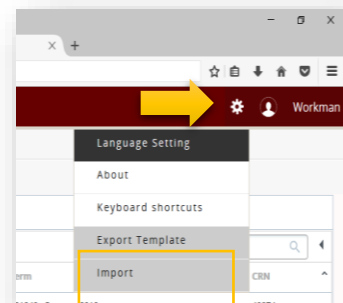 Workman
Language Setting
About
Keyboard shortcuts
Export Template
Import
erm
CRN